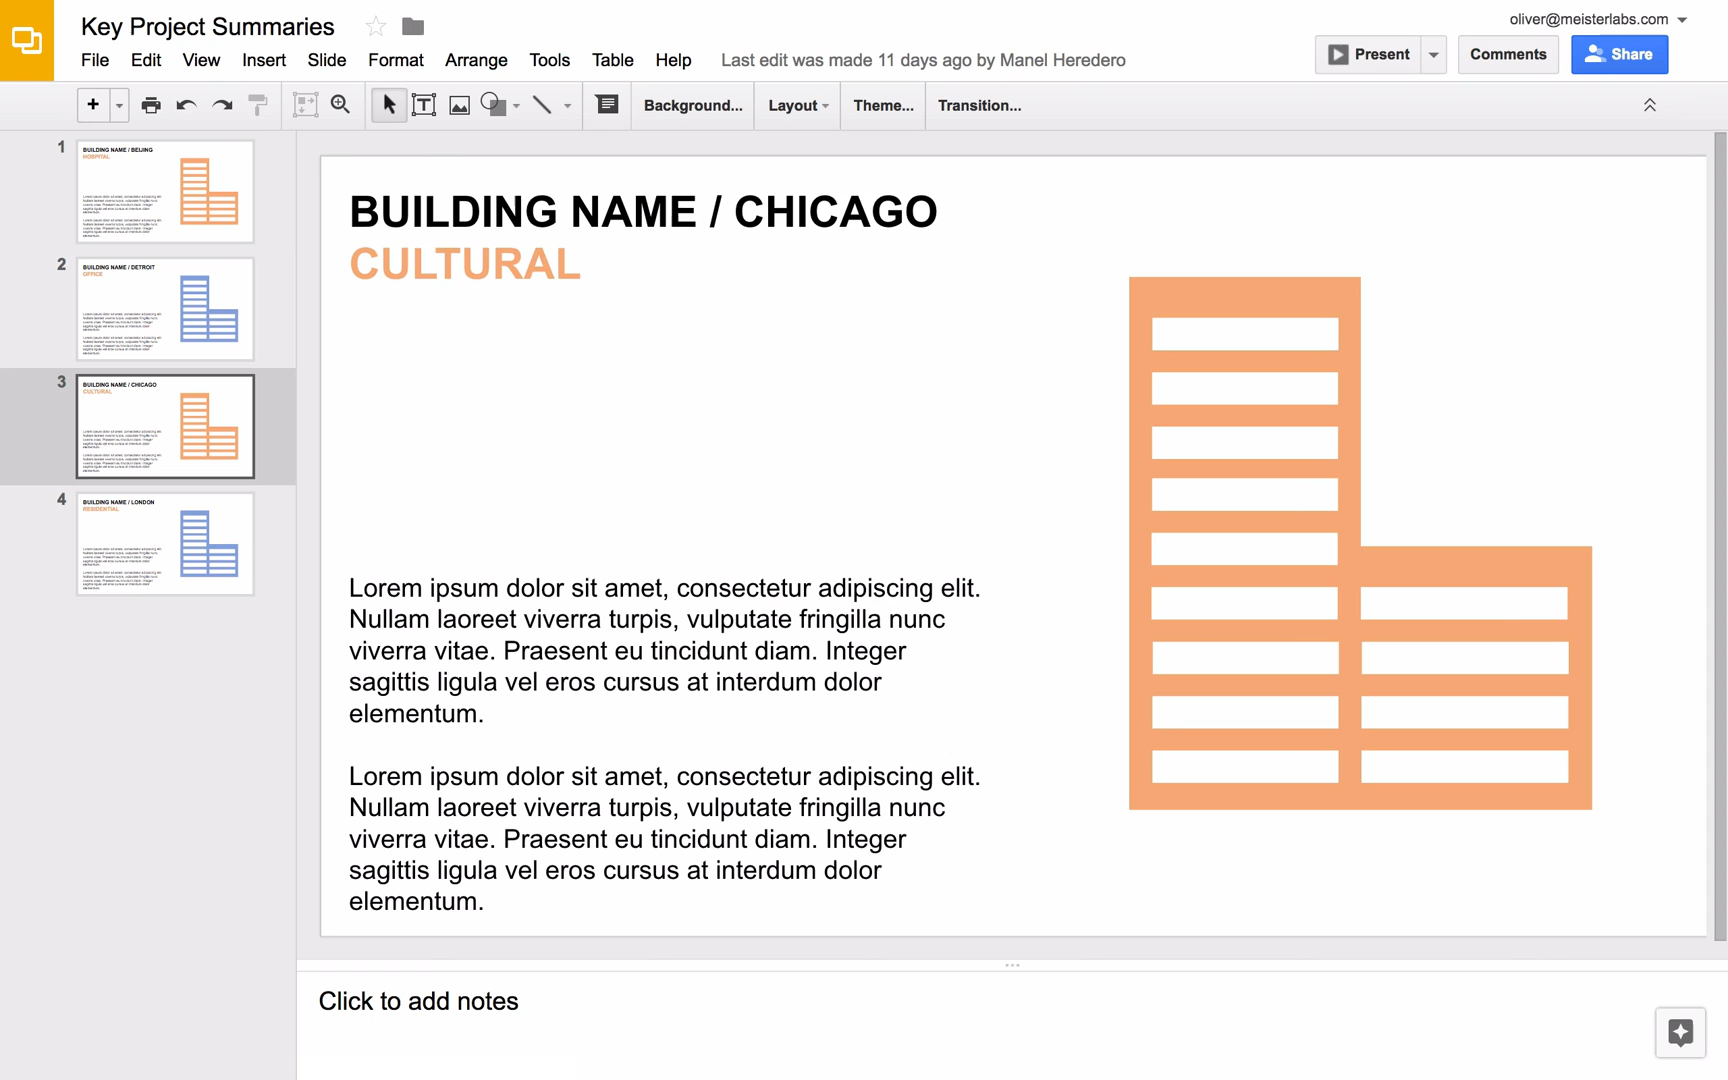 Key Project Summaries
oliver@meisterlabs.com
File Edit View Insert Slide Format Arrange Tools Table Help Last edit was made 11 days ago by Manel Heredero
Present Comments Share
Background... Layout Theme... Transition...
1
BUILDING NAME / BEIJING
HOSPITAL
2
BUILDING NAME / DETROIT
OFFICE
3
BUILDING NAME / CHICAGO
CULTURAL
4
BUILDING NAME / LONDON
RESIDENTIAL
BUILDING NAME / CHICAGO
CULTURAL
Lorem ipsum dolor sit amet, consectetur adipiscing elit.
Nullam laoreet viverra turpis, vulputate fringilla nunc
viverra vitae. Praesent eu tincidunt diam. Integer
sagittis ligula vel eros cursus at interdum dolor
elementum.
Lorem ipsum dolor sit amet, consectetur adipiscing elit.
Nullam laoreet viverra turpis, vulputate fringilla nunc
viverra vitae. Praesent eu tincidunt diam. Integer
sagittis ligula vel eros cursus at interdum dolor
elementum.
Click to add notes